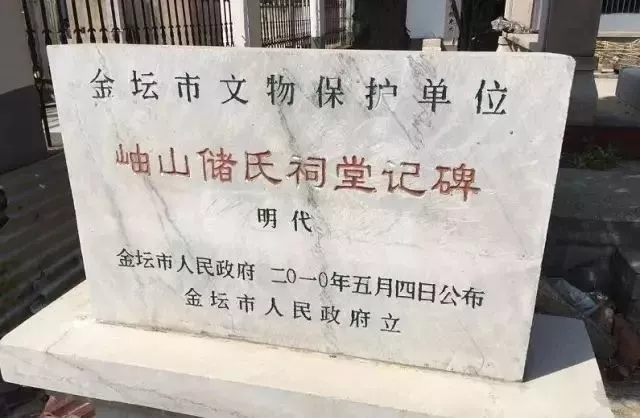 金坛市文物保护单位
岫山储氏祠堂记碑
明代
金坛市人民政府 二〇一〇年五月四日公布
金坛市人民政府立